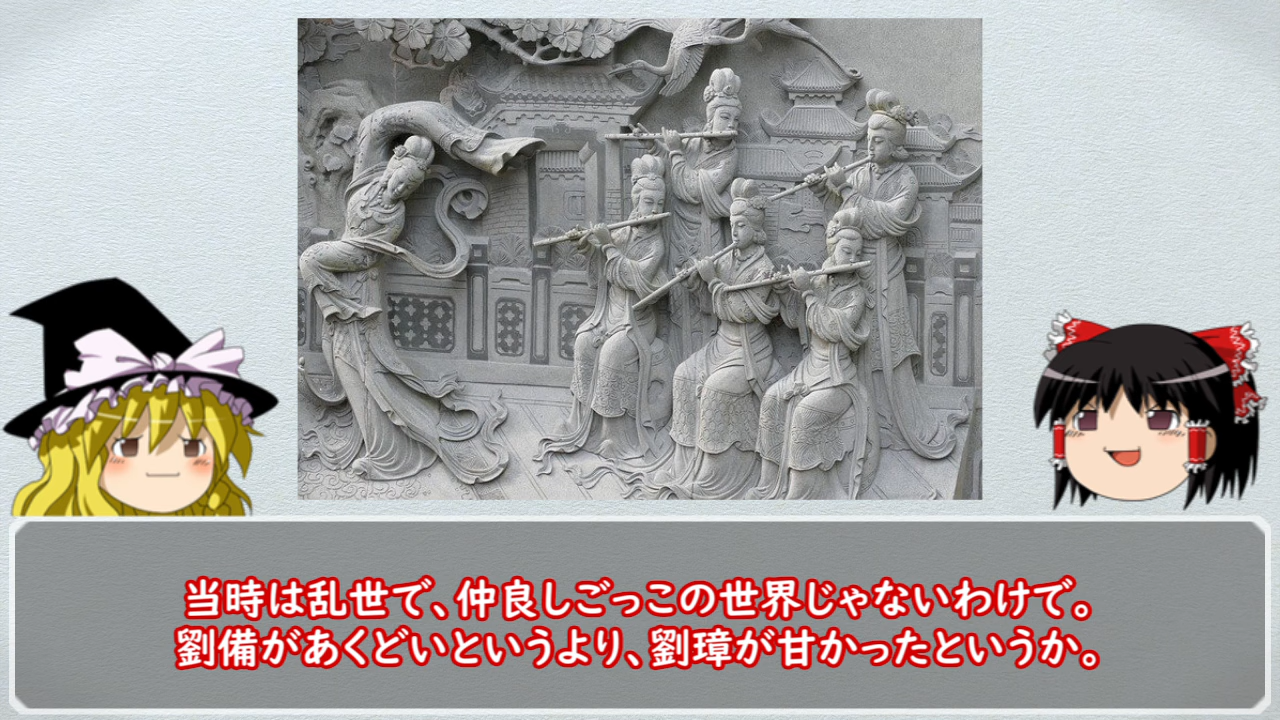 当時は乱世で、仲良しごっこの世界じゃないわけで。
劉備があくどいというより、劉璋が甘かったというか。